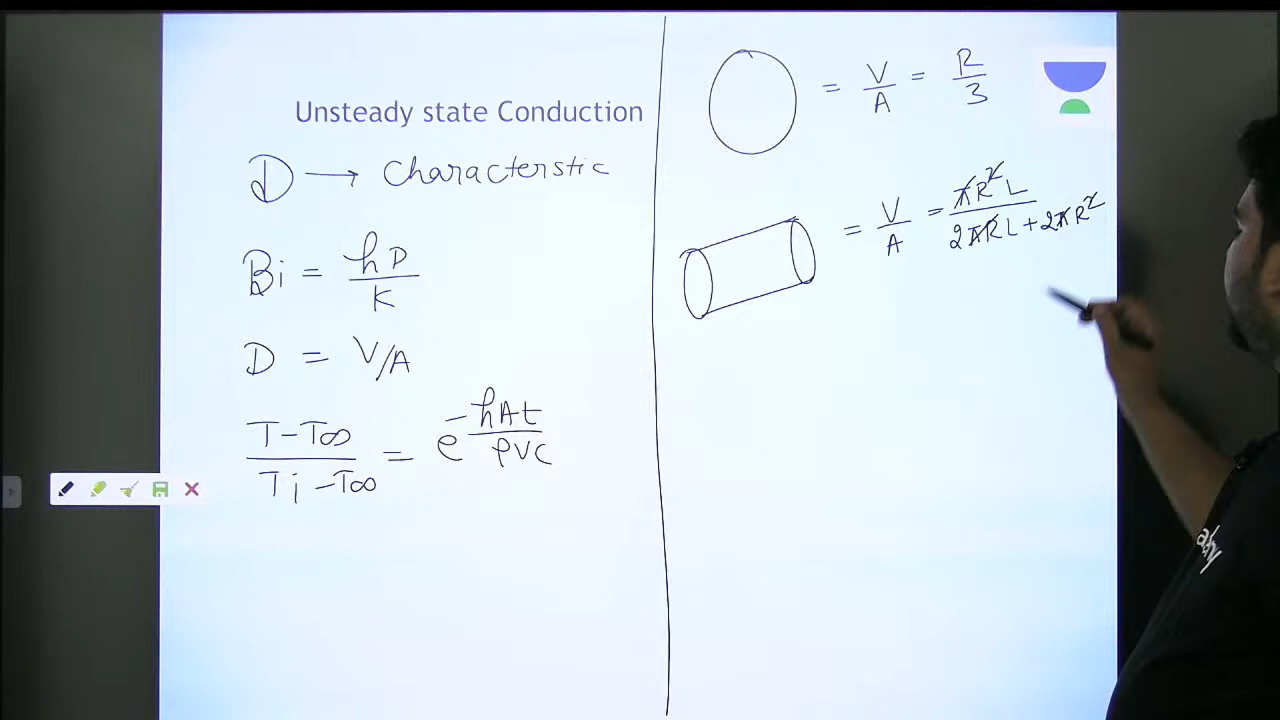 Unsteady state Conduction
D → Characterstic
Bi = hD/K
D = V/A
T-T∞/Ti-T∞ = e^-hAt/ρVC
= V/A = R/3
= V/A = πR²L/2πRL+2πR²